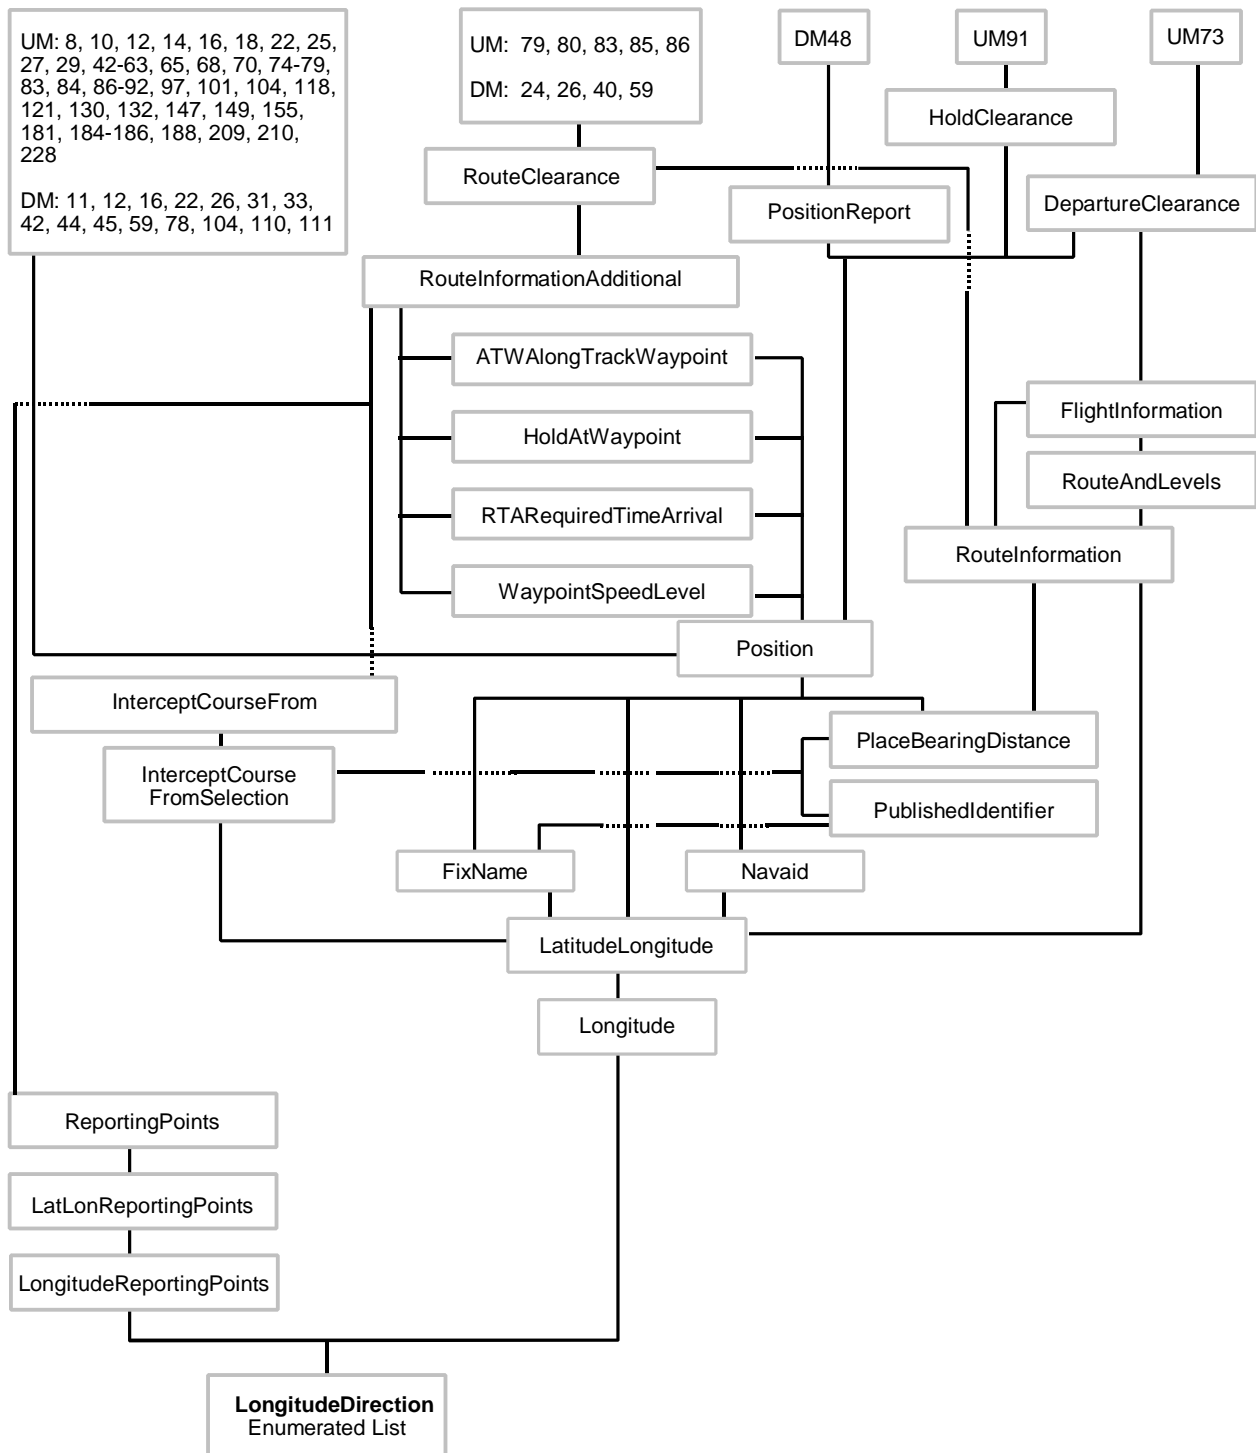 UM: 8, 10, 12, 14, 16, 18, 22, 25,
27, 29, 42-63, 65, 68, 70, 74-79,
83, 84, 86-92, 97, 101, 104, 118,
121, 130, 132, 147, 149, 155,
181, 184-186, 188, 209, 210,
228
DM: 11, 12, 16, 22, 26, 31, 33,
42, 44, 45, 59, 78, 104, 110, 111
UM: 79, 80, 83, 85, 86
DM: 24, 26, 40, 59
DM48
UM91
UM73
HoldClearance
RouteClearance
PositionReport
DepartureClearance
RouteInformationAdditional
ATWAlongTrackWaypoint
FlightInformation
HoldAtWaypoint
RouteAndLevels
RTARequiredTimeArrival
RouteInformation
WaypointSpeedLevel
Position
InterceptCourseFrom
PlaceBearingDistance
InterceptCourse
FromSelection
PublishedIdentifier
FixName
Navaid
LatitudeLongitude
Longitude
ReportingPoints
LatLonReportingPoints
LongitudeReportingPoints
LongitudeDirection
Enumerated List